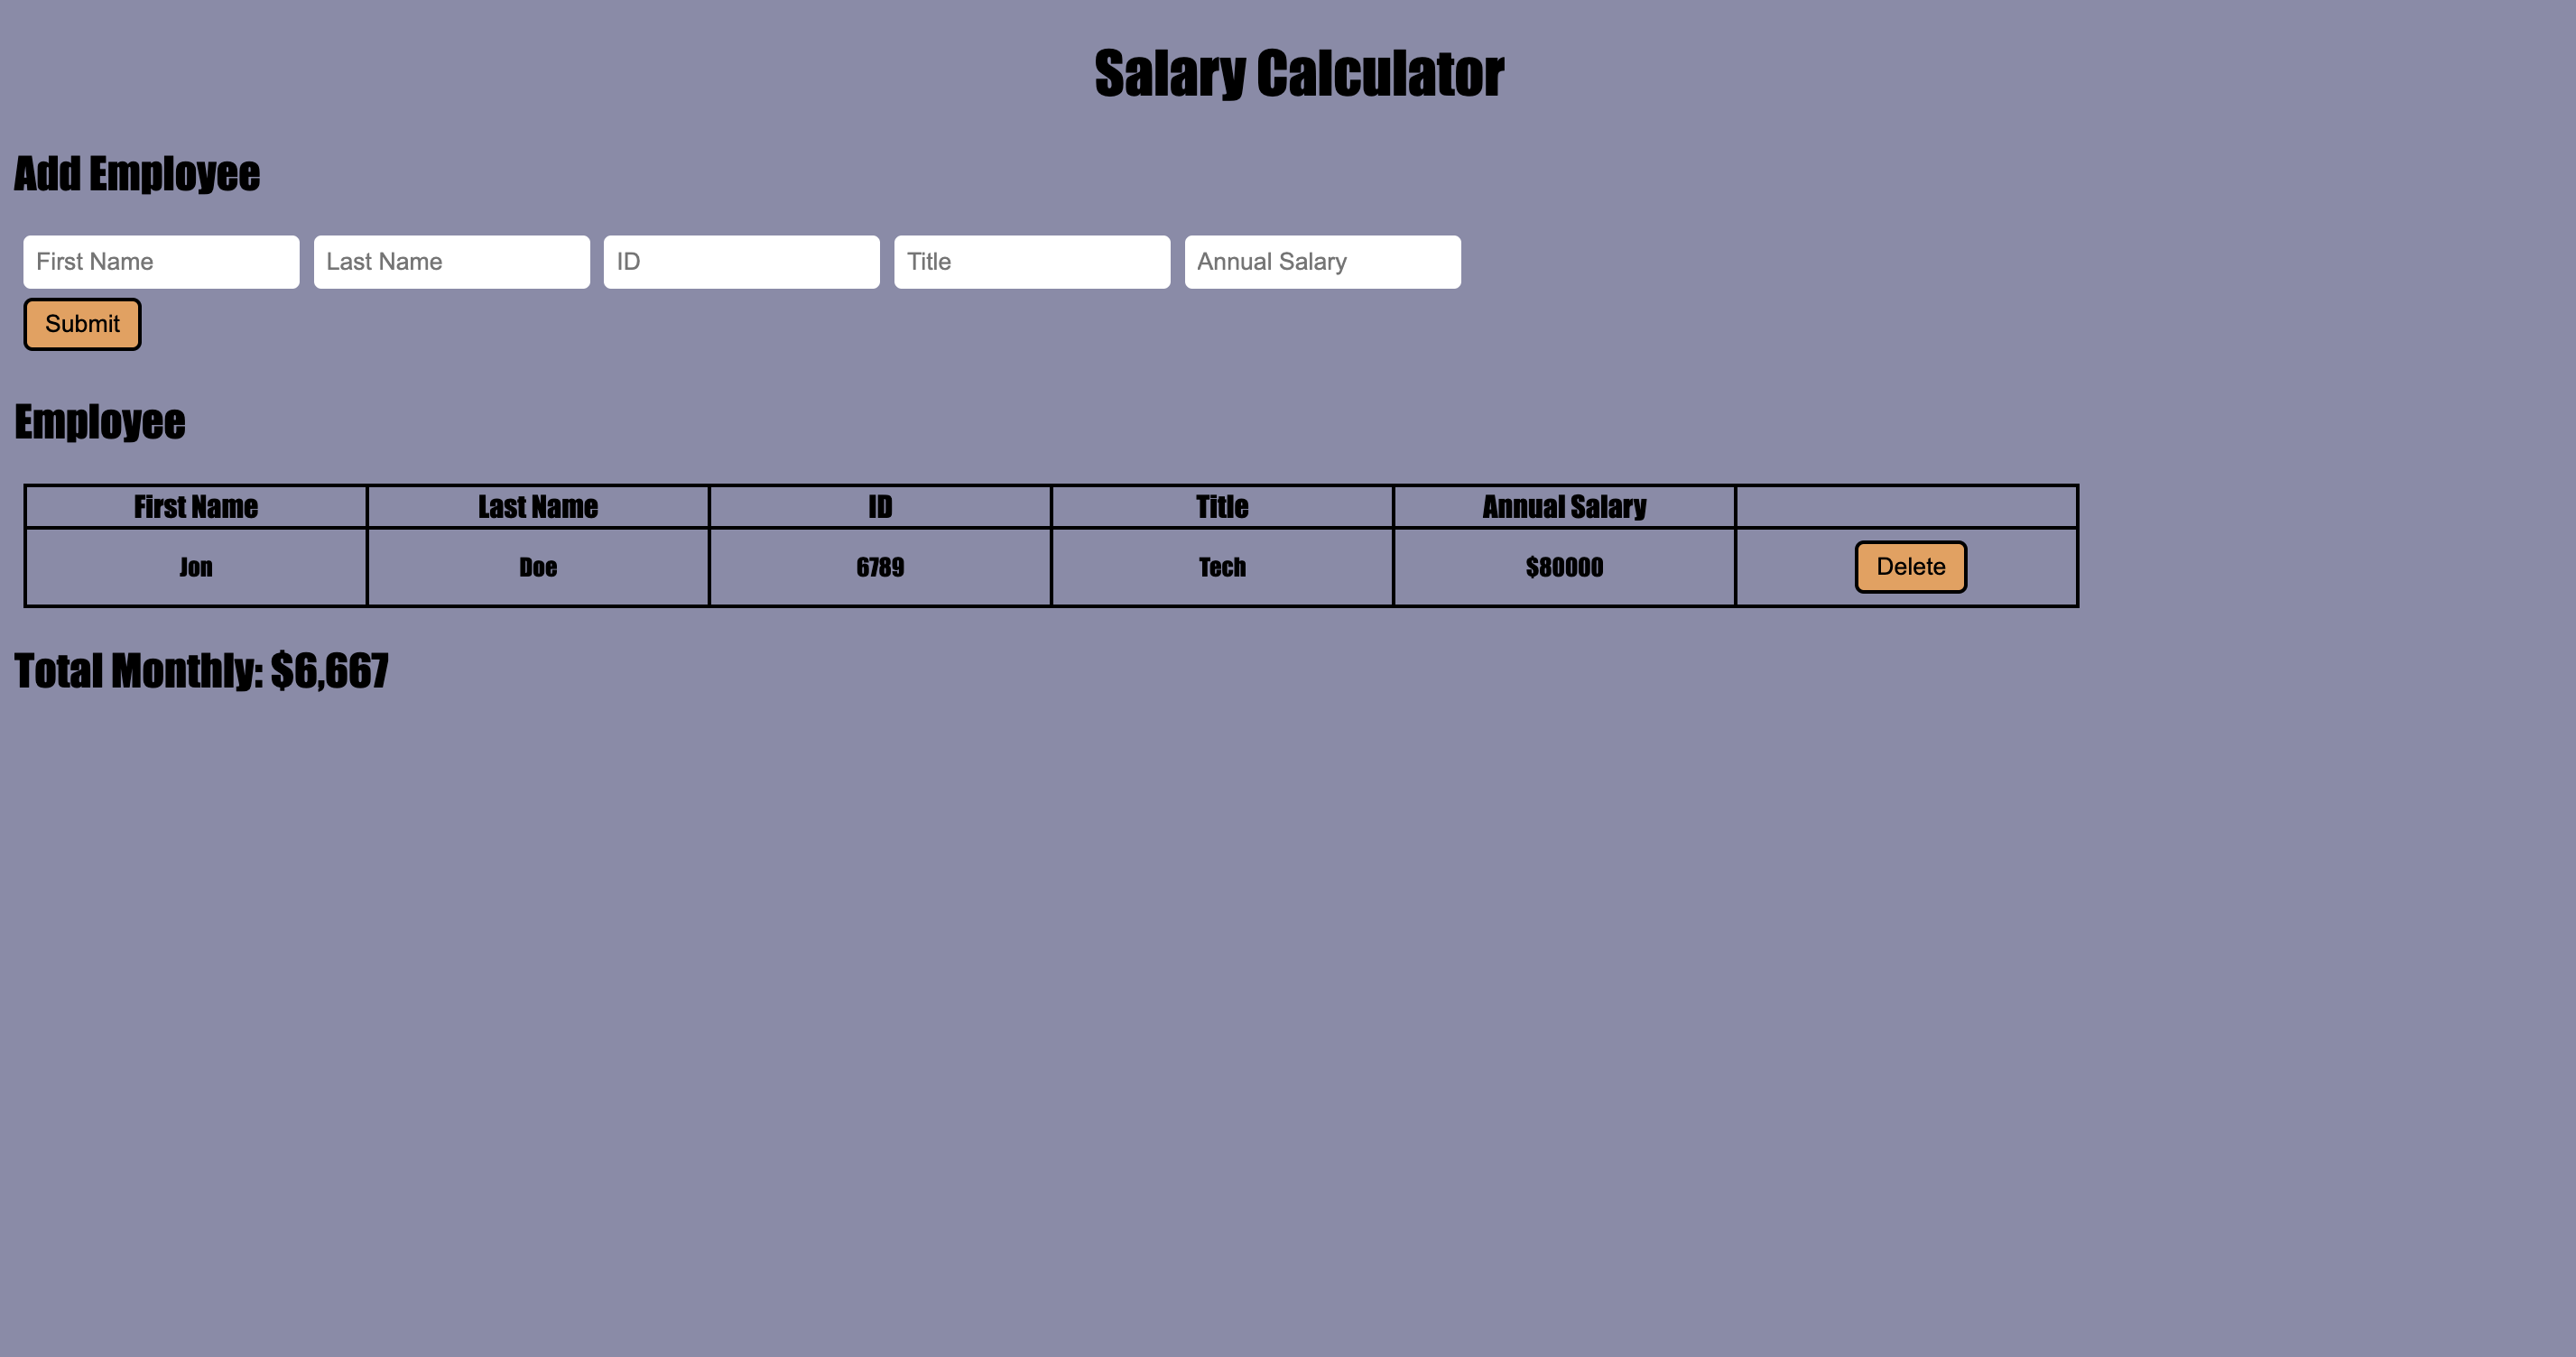 Salary Calculator
Add Employee
First Name Last Name ID Title Annual Salary
Submit
Employee
First Name Last Name ID Title Annual Salary
Jon Doe 6789 Tech $80000 Delete
Total Monthly: $6,667